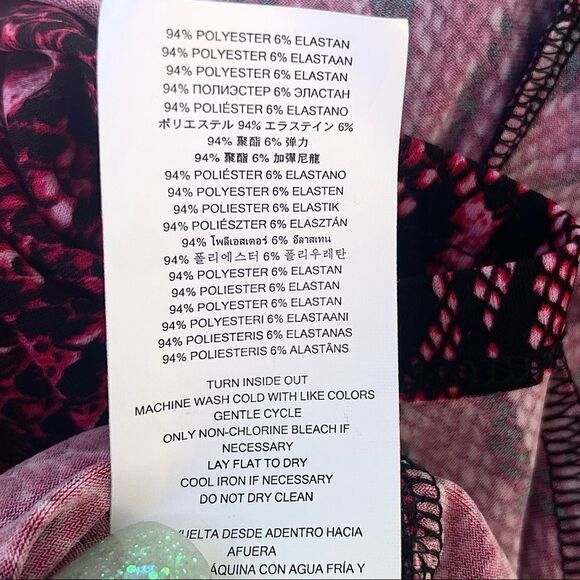 94% POLYESTER 6% ELASTAN
94% POLYESTER 6% ELASTAAN
94% POLYESTER 6% ELASTAN
94% ПОЛИЭСТЕР 6% ЭЛАСТАН
94% POLIÉSTER 6% ELASTANO
ポリエステル 94% エラステイン 6%
94% 聚酯 6% 弹力
94% 聚酯 6% 加彈尼龍
94% POLIÉSTER 6% ELASTANO
94% POLYESTER 6% ELASTEN
94% POLIESTER 6% ELASTIK
94% POLIÉSZTER 6% ELASZTÁN
94% โพลีเอสเตอร์ 6% อีลาสเทน
94% 폴리에스터 6% 폴리우레탄
94% POLYESTER 6% ELASTAN
94% POLIESTER 6% ELASTAN
94% POLYESTER 6% ELASTAN
94% POLYESTERI 6% ELASTAANI
94% POLIESTERIS 6% ELASTANAS
94% POLIESTERIS 6% ALASTĀNS
TURN INSIDE OUT
MACHINE WASH COLD WITH LIKE COLORS
GENTLE CYCLE
ONLY NON-CHLORINE BLEACH IF
NECESSARY
LAY FLAT TO DRY
COOL IRON IF NECESSARY
DO NOT DRY CLEAN
DESDE ADENTRO HACIA
AFUERA
CON AGUA FRÍA Y